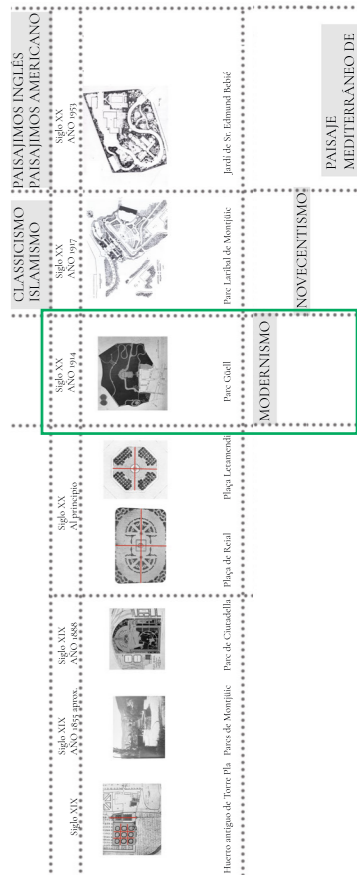 CLASSICISMO
ISLAMISMO
PAISAJIMOS INGLÉS
PAISAJIMOS AMERICANO
Siglo XIX
Siglo XIX
AÑO 1855 aprox.
Siglo XIX
AÑO 1888
Siglo XX
Al principio
Siglo XX
AÑO 1914
Siglo XX
AÑO 1917
Siglo XX
AÑO 1953
Huerto antiguo de Torre Pla
Parcs de Montjüic
Parc de Ciutadella
Plaça de Reial
Plaça Letamendi
Parc Güell
Parc Laribal de Montjüic
Jardí de Sr. Edmund Bebié
MODERNISMO
NOVECENTISMO
PAISAJE
MEDITERRÁNEO DE